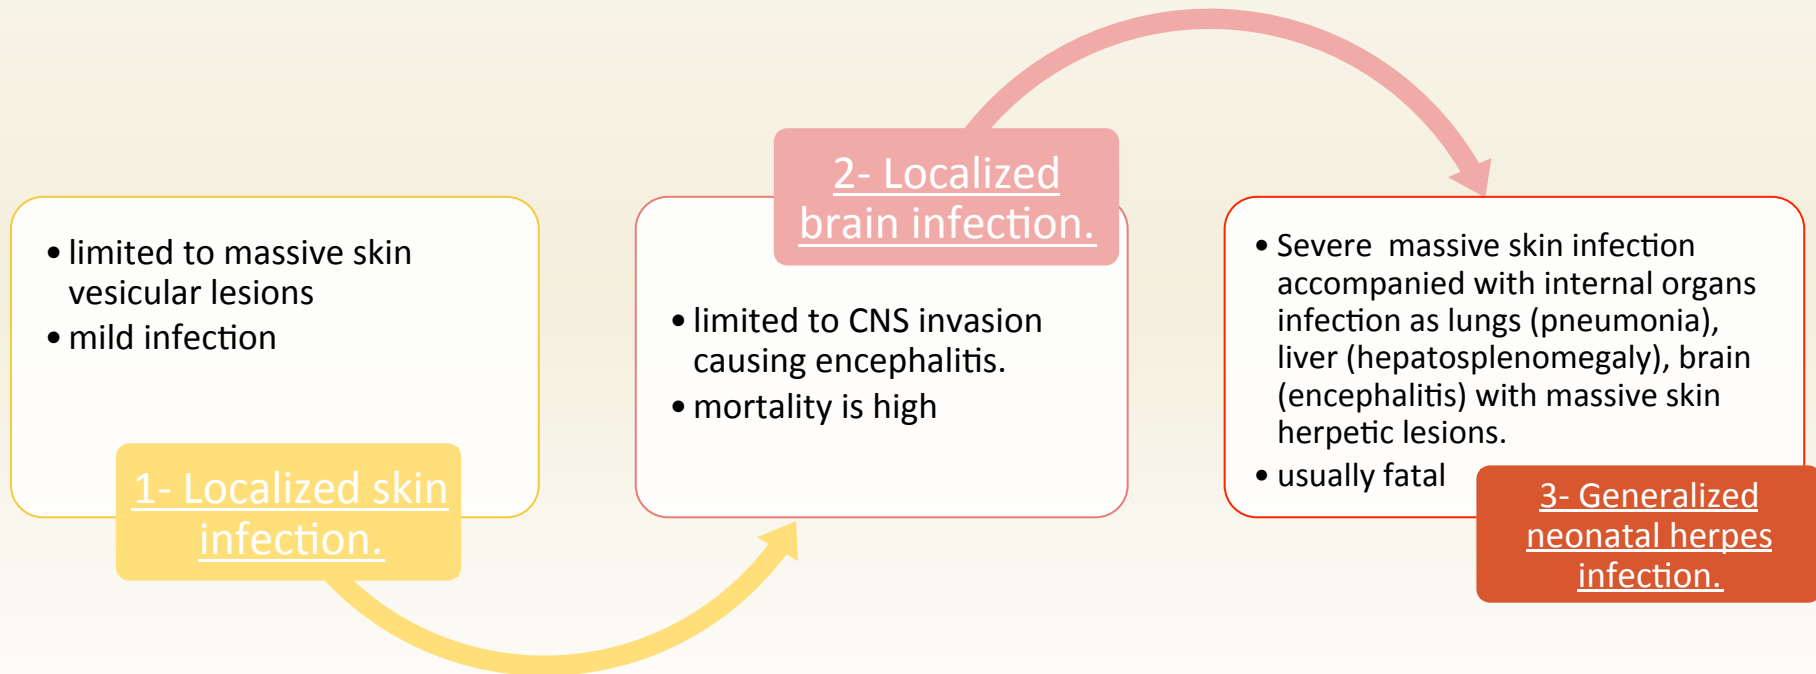 • limited to massive skin
vesicular lesions
• mild infection
1- Localized skin
infection.
2- Localized
brain infection.
• limited to CNS invasion
causing encephalitis.
• mortality is high
• Severe  massive skin infection
accompanied with internal organs
infection as lungs (pneumonia),
liver (hepatosplenomegaly), brain
(encephalitis) with massive skin
herpetic lesions.
• usually fatal
3- Generalized
neonatal herpes
infection.